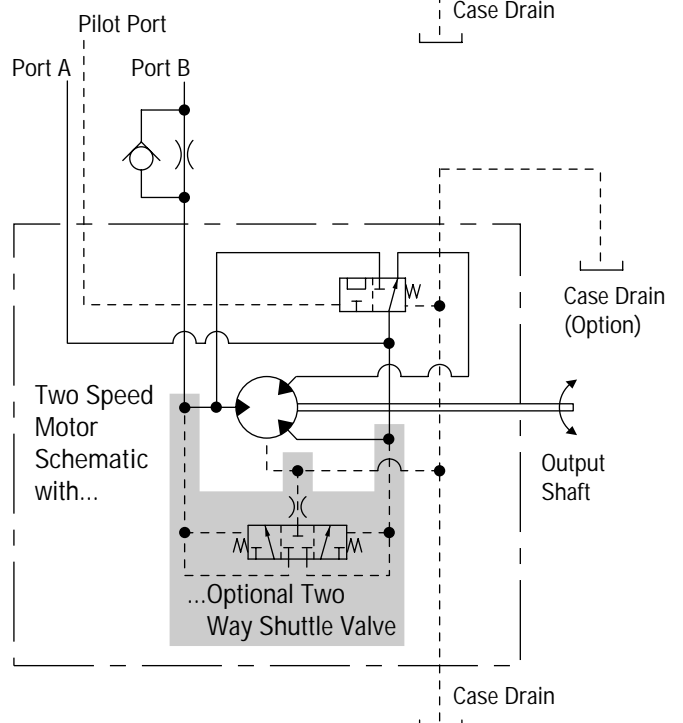 Case Drain
Pilot Port
Port A
Port B
Case Drain
(Option)
Two Speed
Motor
Schematic
with...
Output
Shaft
...Optional Two
Way Shuttle Valve
Case Drain